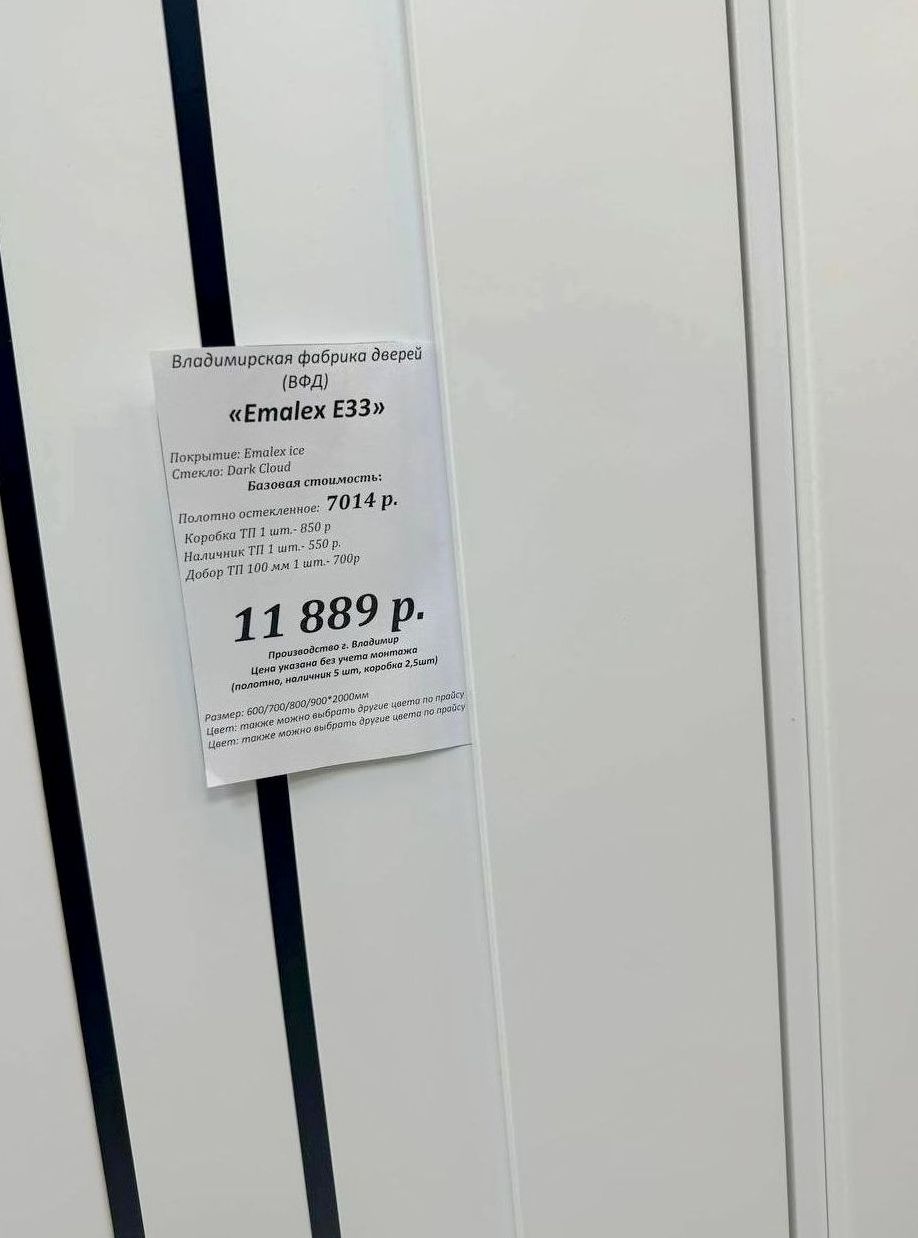 Владимирская фабрика дверей
(ВФД)
«Emalex E33»
Покрытие: Emalex ice
Стекло: Dark Cloud
Базовая стоимость:
Полотно остекленное: 7014 р.
Коробка ТП 1 шт.- 850 р
Наличник ТП 1 шт.- 550 р.
Добор ТП 100 мм 1 шт.- 700р
11 889 р.
Производство г. Владимир
Цена указана без учета монтажа
(полотно, наличник 5 шт, коробка 2,5шт)
Размер: 600/700/800/900*2000мм
Цвет: также можно выбрать другие цвета по прайсу
Цвет: также можно выбрать другие цвета по прайсу